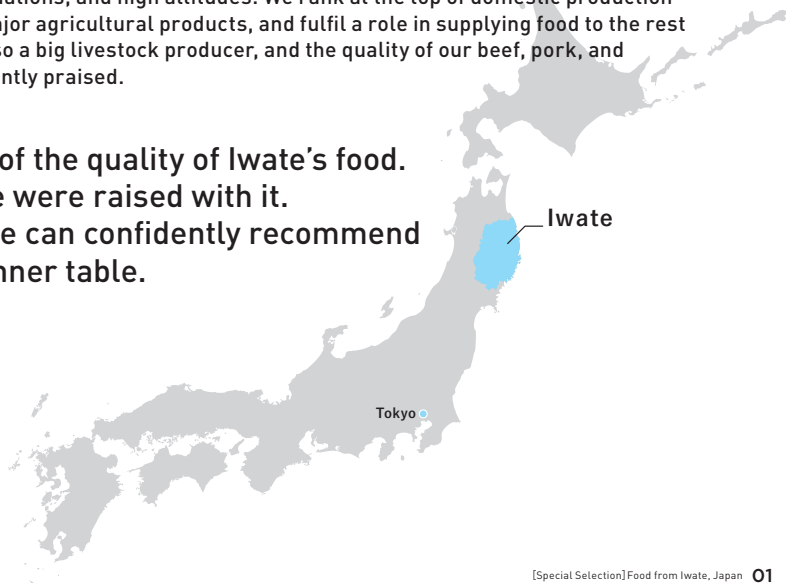 and high altitudes. We rank at the top of domestic production
jor agricultural products, and fulfil a role in supplying food to the rest
so a big livestock producer, and the quality of our beef, pork, and
ntly praised.
of the quality of Iwate's food.
e were raised with it.
e can confidently recommend
nner table.
Iwate
Tokyo
[Special Selection] Food from Iwate, Japan 01